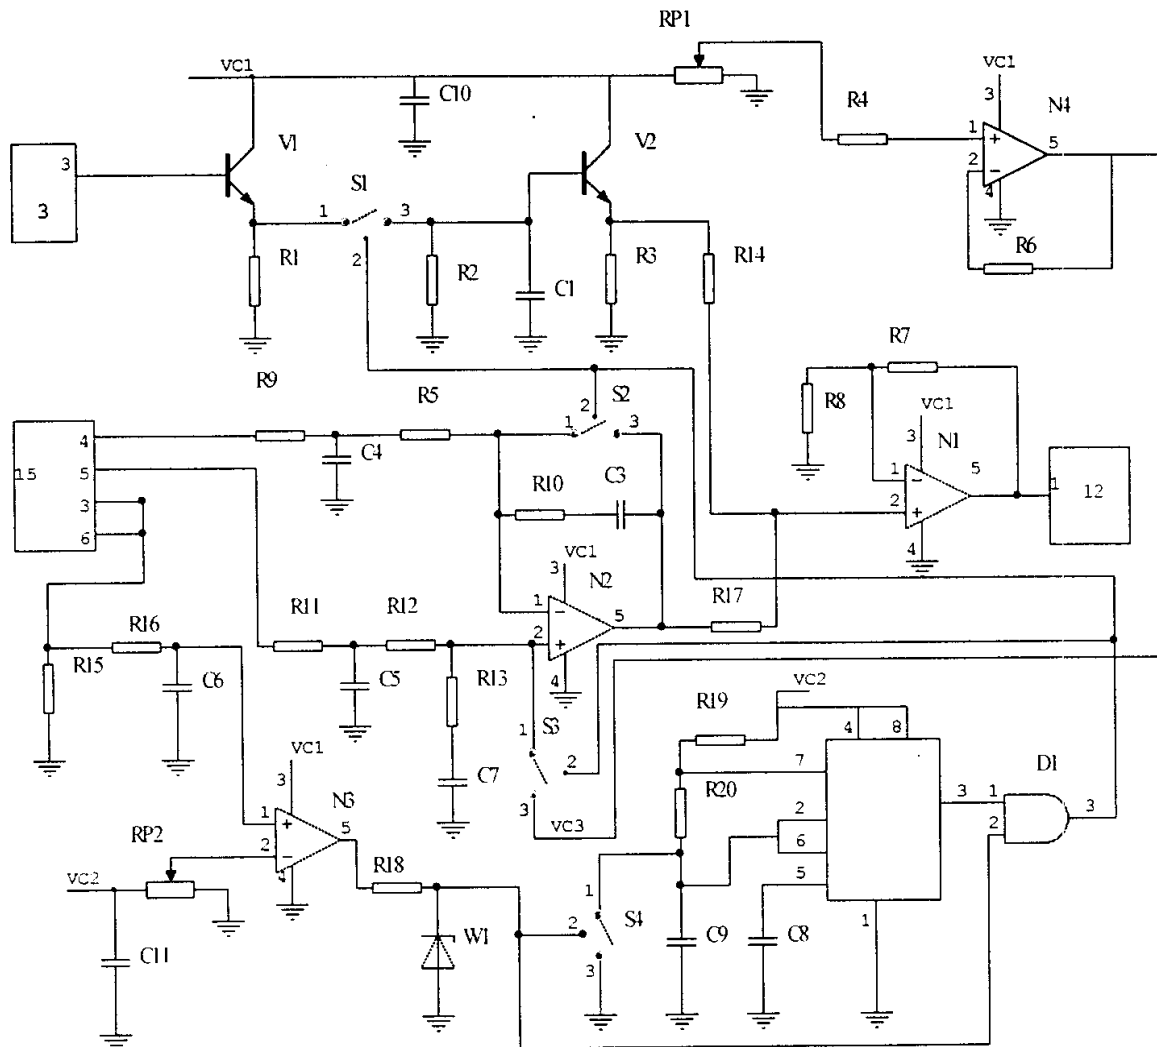 RP1
VC1
C10
R4
VC1
3
N4
1
+
5
2
−
4
R6
3
3
V1
S1
1
3
2
V2
R1
R2
C1
R3
R14
R9
R5
S2
2
1
3
R7
R8
VC1
3
N1
1
−
5
2
+
4
1
12
15
4
5
3
6
C4
R10
C3
VC1
3
N2
1
−
5
2
+
4
R17
R11
R12
R16
R15
C6
C5
R13
S3
1
2
3
VC3
C7
VC2
R19
4
8
7
R20
2
6
5
3
1
D1
1
2
3
VC1
3
N3
1
+
5
2
−
4
RP2
VC2
R18
C11
W1
1
S4
2
3
C9
C8